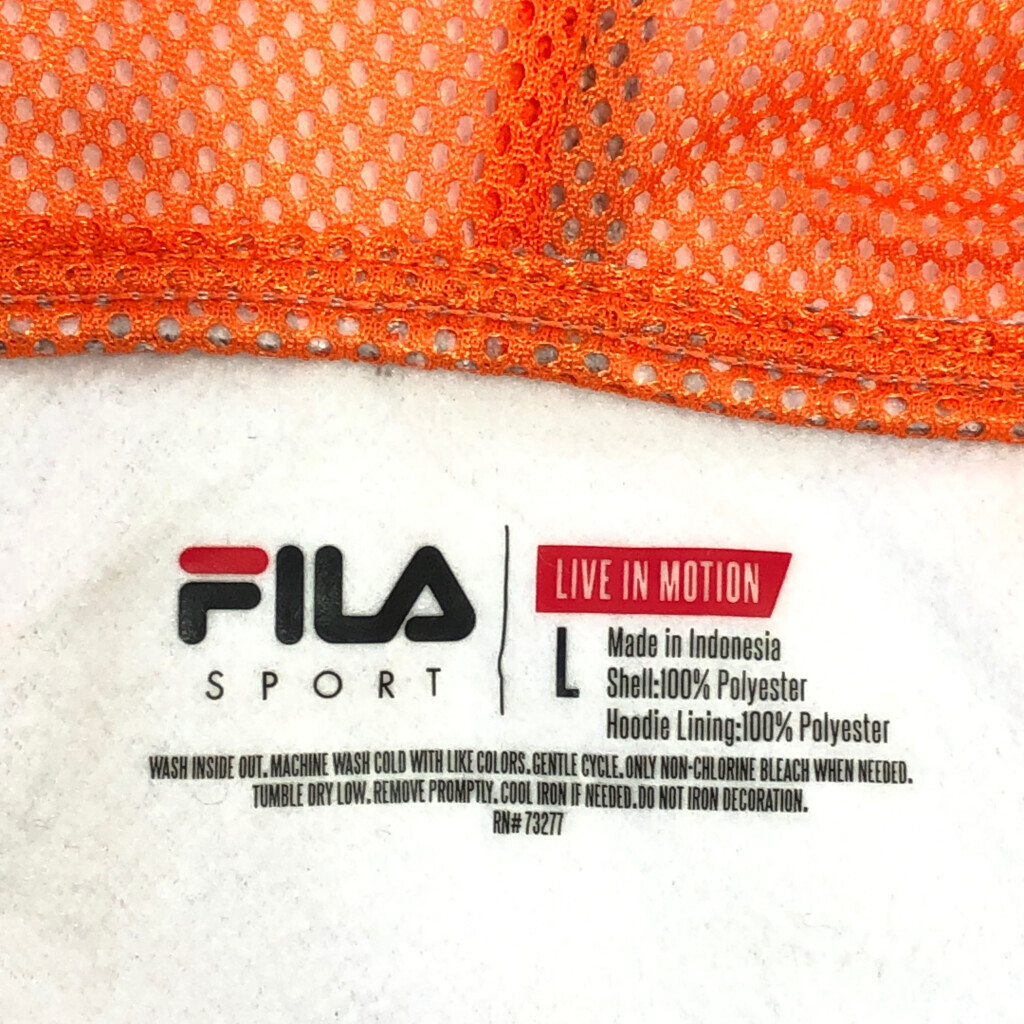 FILA
SPORT
LIVE IN MOTION
L
Made in Indonesia
Shell:100% Polyester
Hoodie Lining:100% Polyester
WASH INSIDE OUT. MACHINE WASH COLD WITH LIKE COLORS. GENTLE CYCLE. ONLY NON-CHLORINE BLEACH WHEN NEEDED.
TUMBLE DRY LOW. REMOVE PROMPTLY. COOL IRON IF NEEDED. DO NOT IRON DECORATION.
RN# 73277